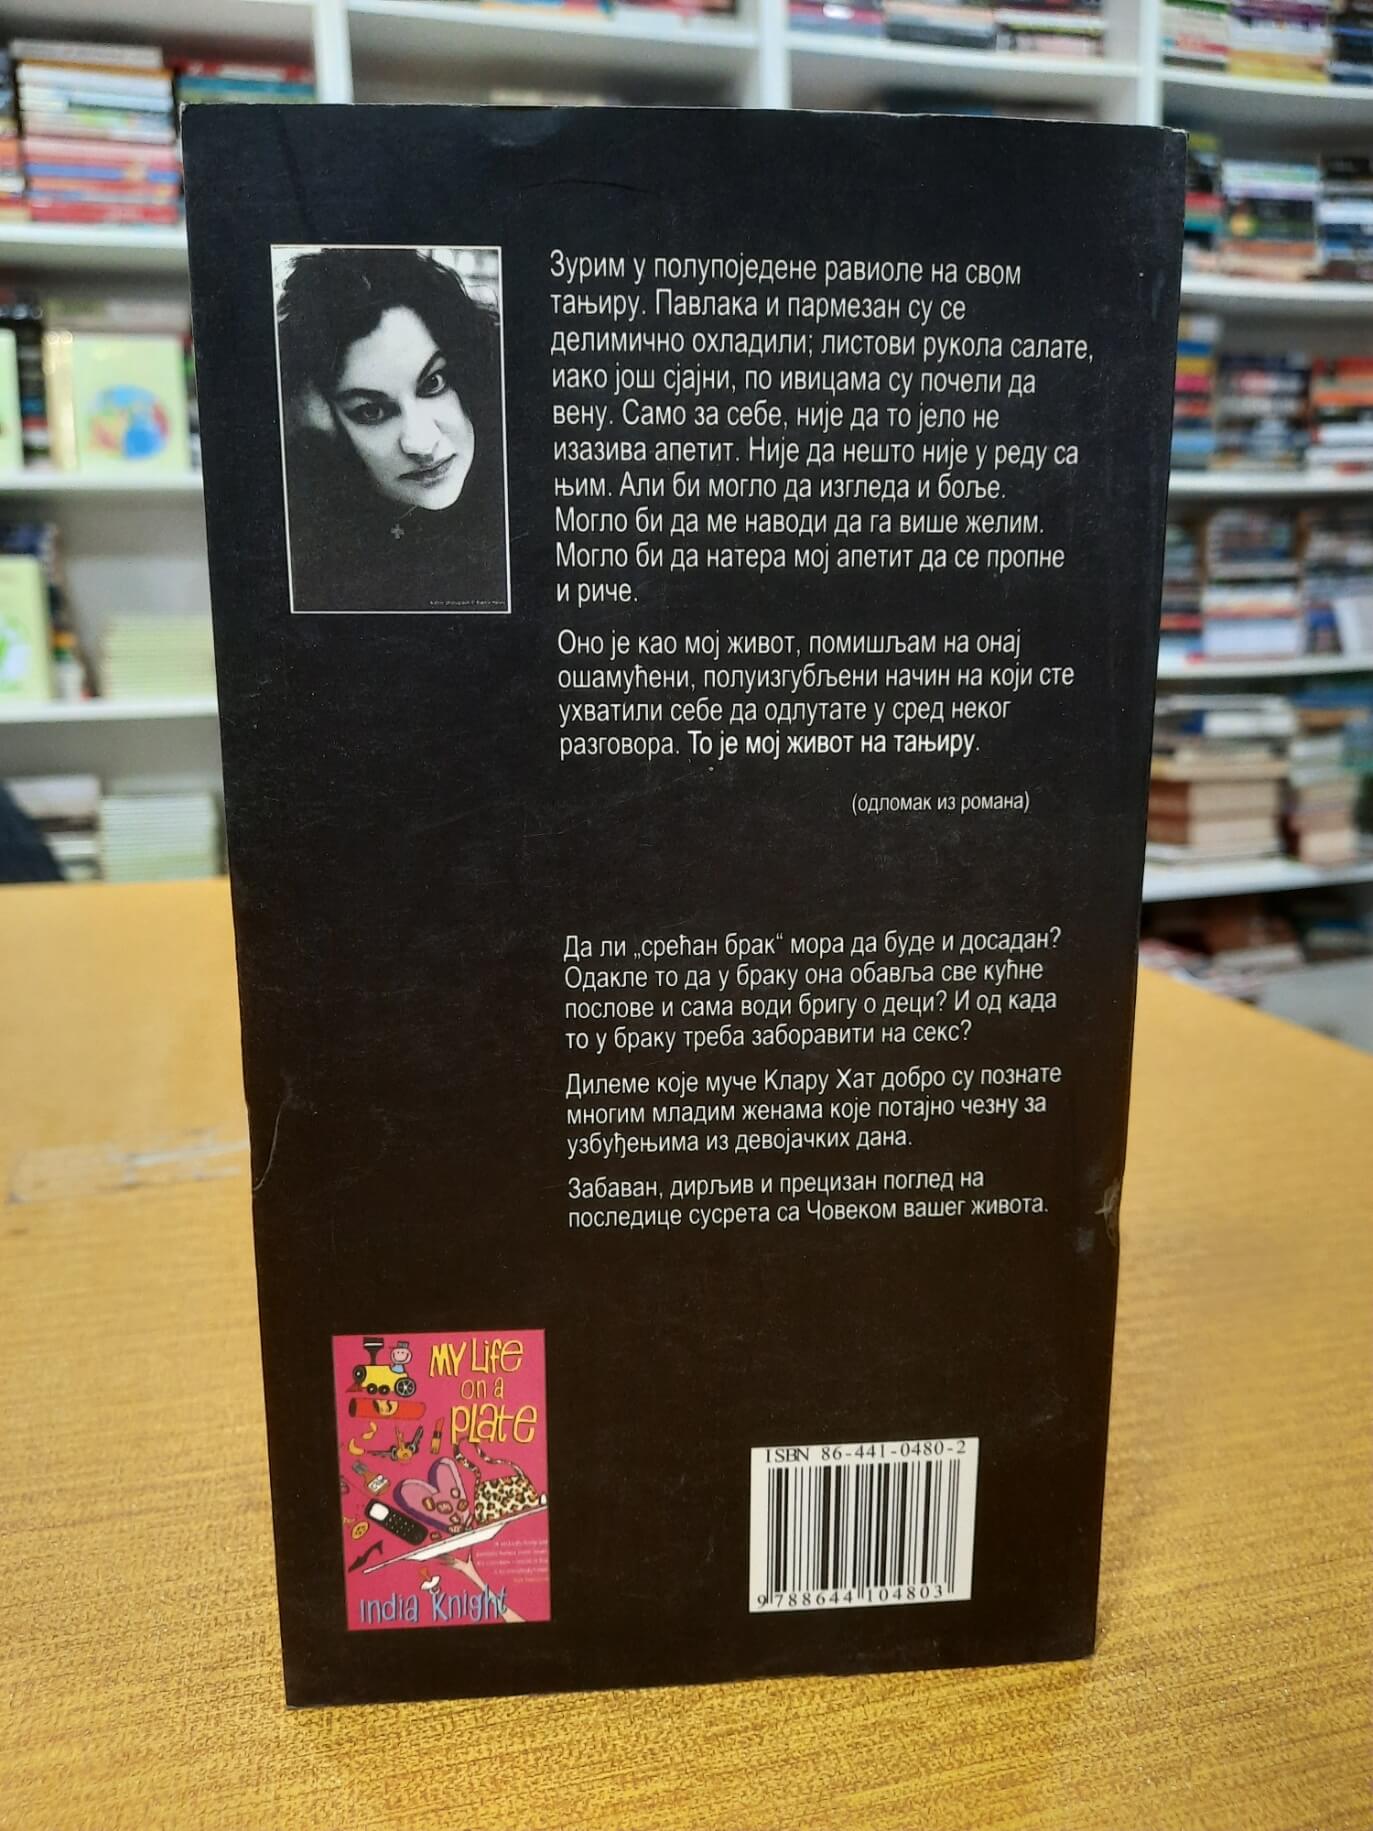 Зурим у полупоједене равиоле на свом
тањиру. Павлака и пармезан су се
делимично охладили; листови рукола салате,
иако још сјајни, по ивицама су почели да
вену. Само за себе, није да то јело не
изазива апетит. Није да нешто није у реду са
њим. Али би могло да изгледа и боље.
Могло би да ме наводи да га више желим.
Могло би да натера мој апетит да се пропне
и риче.
Оно је као мој живот, помишљам на онај
ошамућени, полуизгубљени начин на који сте
ухватили себе да одлутате у сред неког
разговора. То је мој живот на тањиру.
(одломак из романа)
Да ли „срећан брак“ мора да буде и досадан?
Одакле то да у браку она обавља све кућне
послове и сама води бригу о деци? И од када
то у браку треба заборавити на секс?
Дилеме које муче Клару Хат добро су познате
многим младим женама које потајно чезну за
узбуђењима из девојачких дана.
Забаван, дирљив и прецизан поглед на
последице сусрета са Човеком вашег живота.
MY LiFe
on a
PLate
india Knight
ISBN 86-441-0480-2
9 788644 104803